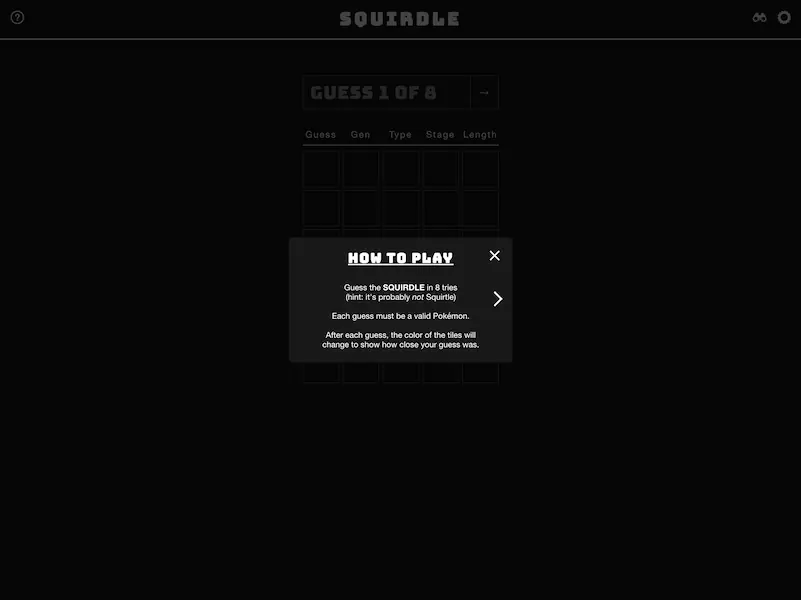 SQUIRDLE
GUESS 1 OF 8 →
Guess Gen Type Stage Length
HOW TO PLAY
Guess the SQUIRDLE in 8 tries
(hint: it's probably not Squirtle)
Each guess must be a valid Pokémon.
After each guess, the color of the tiles will
change to show how close your guess was.